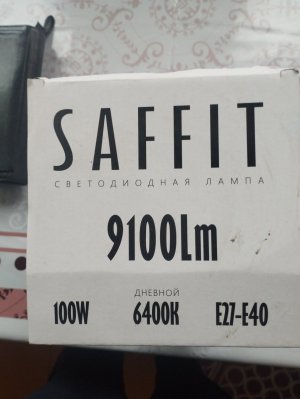 SAFFIT
СВЕТОДИОДНАЯ ЛАМПА
9100Lm
ДНЕВНОЙ
100W 6400K E27-E40